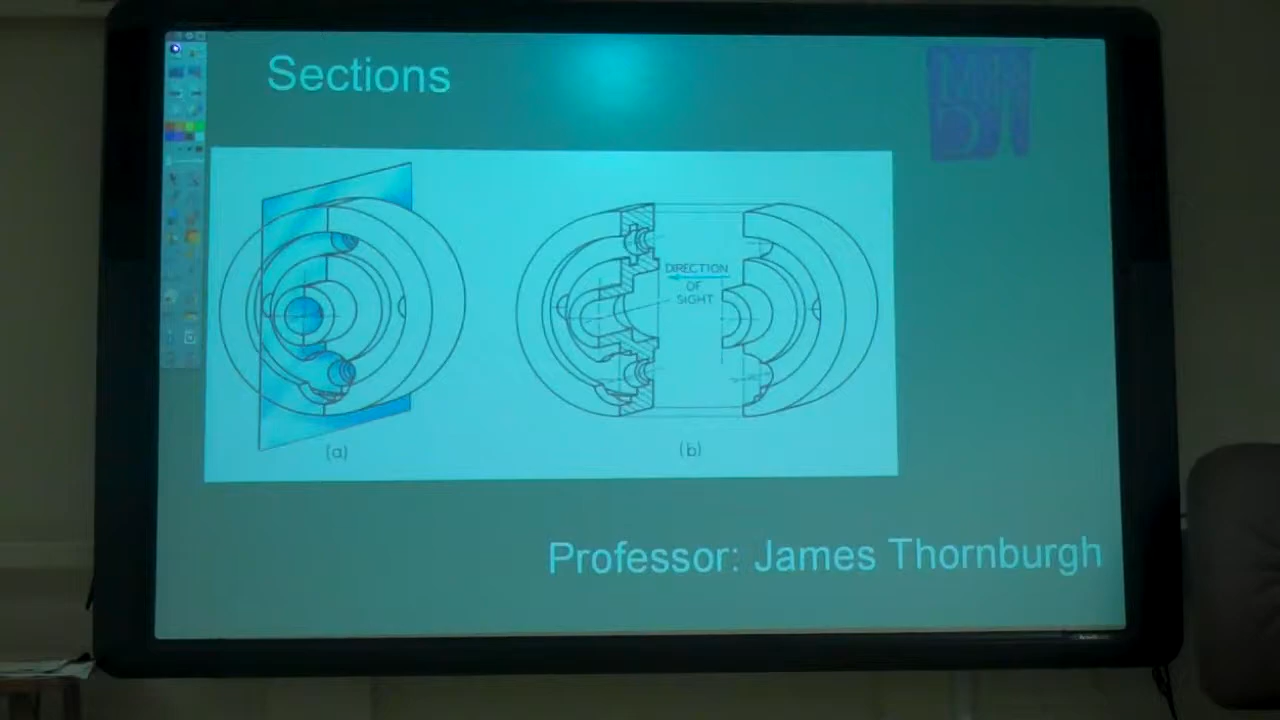 Sections
DIRECTION
OF
SIGHT
(a)
(b)
Professor: James Thornburgh